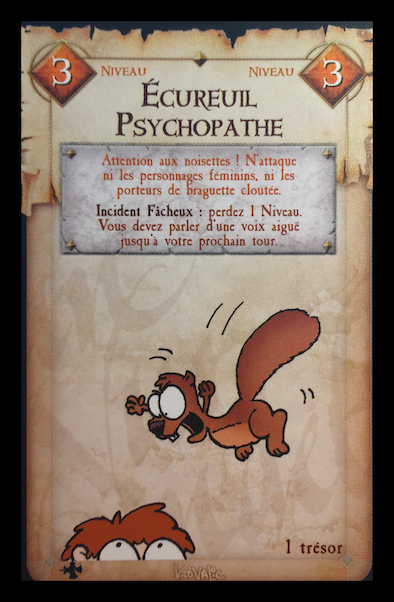 3 Niveau Niveau 3
Écureuil
Psychopathe
Attention aux noisettes ! N'attaque
ni les personnages féminins, ni les
porteurs de braguette cloutée.
Incident Fâcheux : perdez 1 Niveau.
Vous devez parler d'une voix aiguë
jusqu'à votre prochain tour.
1 trésor
KOVALIC